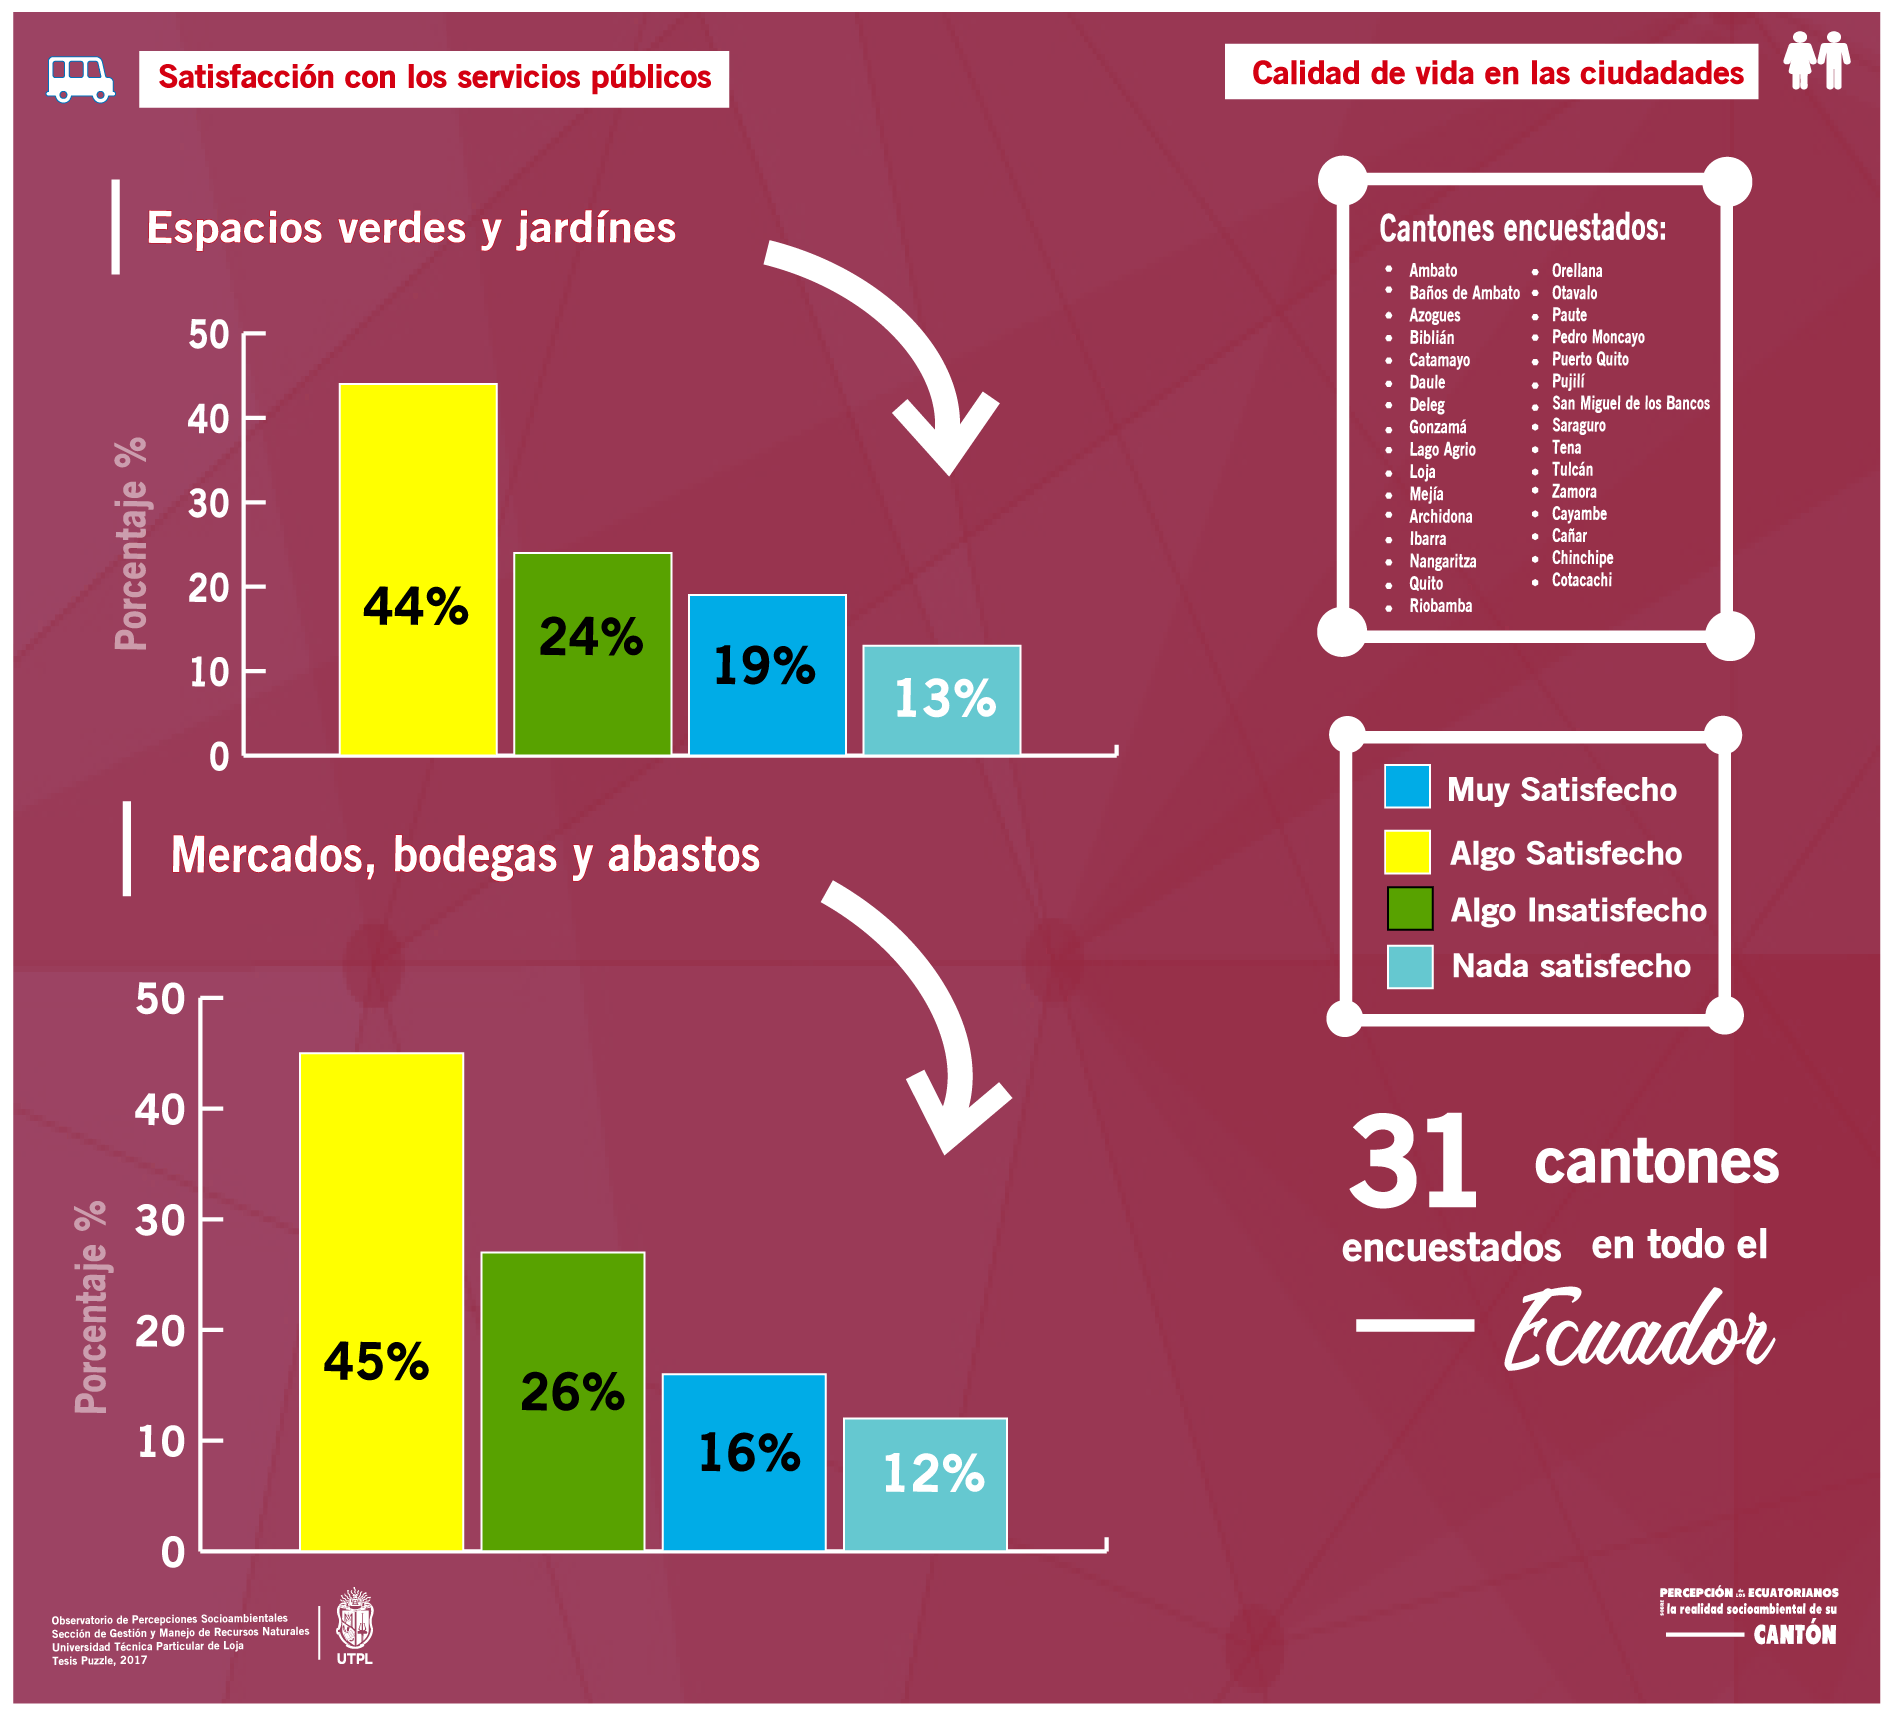 Satisfacción con los servicios públicos
Calidad de vida en las ciudadades
Espacios verdes y jardínes
Porcentaje %
50
40
30
20
10
0
44%
24%
19%
13%
Mercados, bodegas y abastos
Porcentaje %
50
40
30
20
10
0
45%
26%
16%
12%
Cantones encuestados:
Ambato
Baños de Ambato
Azogues
Biblián
Catamayo
Daule
Deleg
Gonzamá
Lago Agrio
Loja
Mejía
Archidona
Ibarra
Nangaritza
Quito
Riobamba
Orellana
Otavalo
Paute
Pedro Moncayo
Puerto Quito
Pujilí
San Miguel de los Bancos
Saraguro
Tena
Tulcán
Zamora
Cayambe
Cañar
Chinchipe
Cotacachi
Muy Satisfecho
Algo Satisfecho
Algo Insatisfecho
Nada satisfecho
31 cantones
encuestados en todo el
Ecuador
Observatorio de Percepciones Socioambientales
Sección de Gestión y Manejo de Recursos Naturales
Universidad Técnica Particular de Loja
Tesis Puzzle, 2017
UTPL
PERCEPCIÓN de LOS ECUATORIANOS
SOBRE la realidad socioambiental de su
CANTÓN